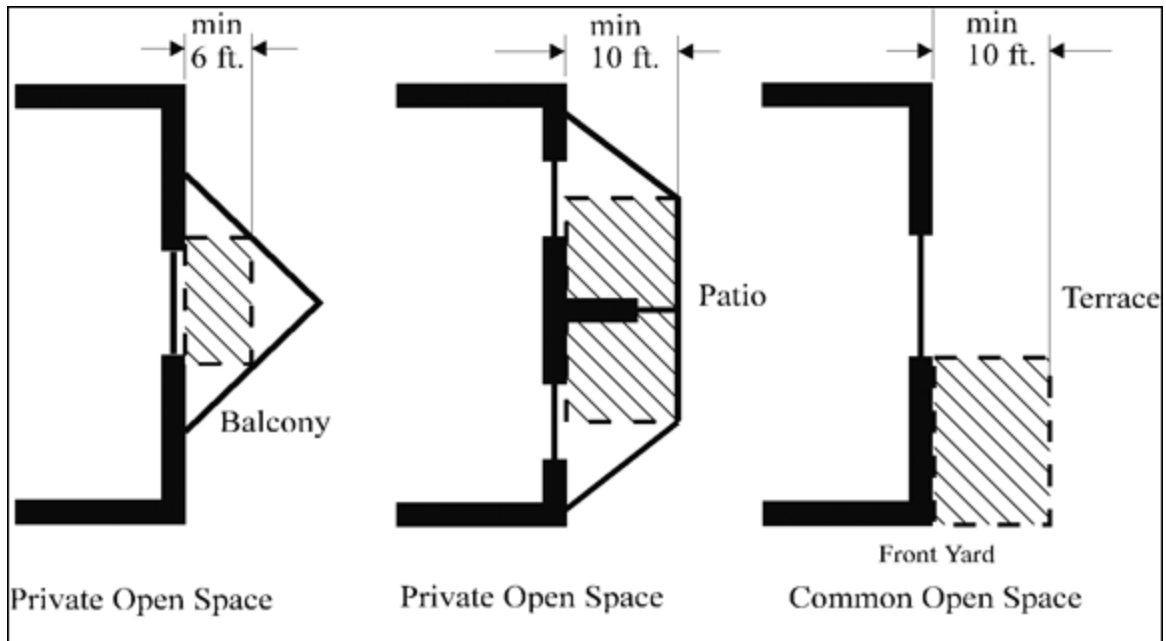 min
6 ft.
min
10 ft.
min
10 ft.
Balcony
Patio
Terrace
Front Yard
Private Open Space
Private Open Space
Common Open Space